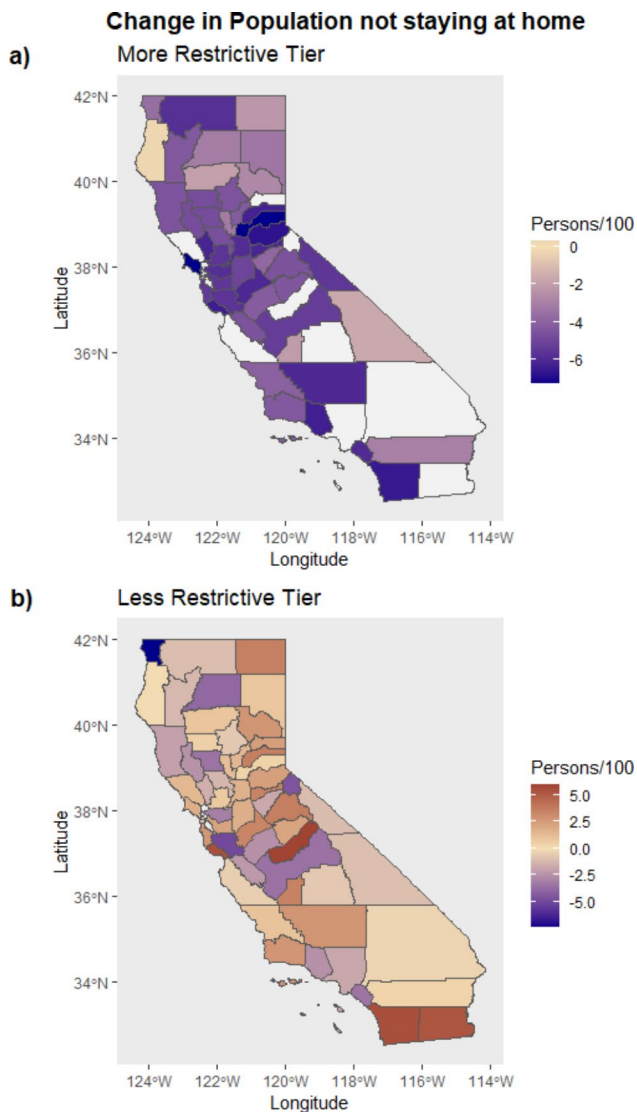 Change in Population not staying at home
a) More Restrictive Tier
42°N
40°N
38°N
36°N
34°N
Latitude
124°W 122°W 120°W 118°W 116°W 114°W
Longitude
Persons/100
0
-2
-4
-6
b) Less Restrictive Tier
42°N
40°N
38°N
36°N
34°N
Latitude
124°W 122°W 120°W 118°W 116°W 114°W
Longitude
Persons/100
5.0
2.5
0.0
-2.5
-5.0